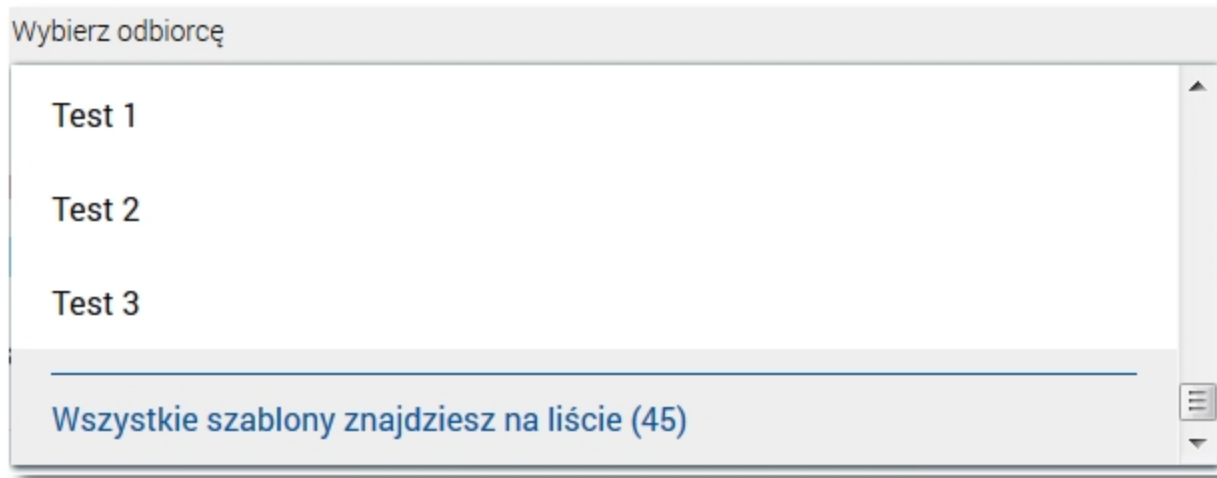 Wybierz odbiorcę
Test 1
Test 2
Test 3
Wszystkie szablony znajdziesz na liście (45)